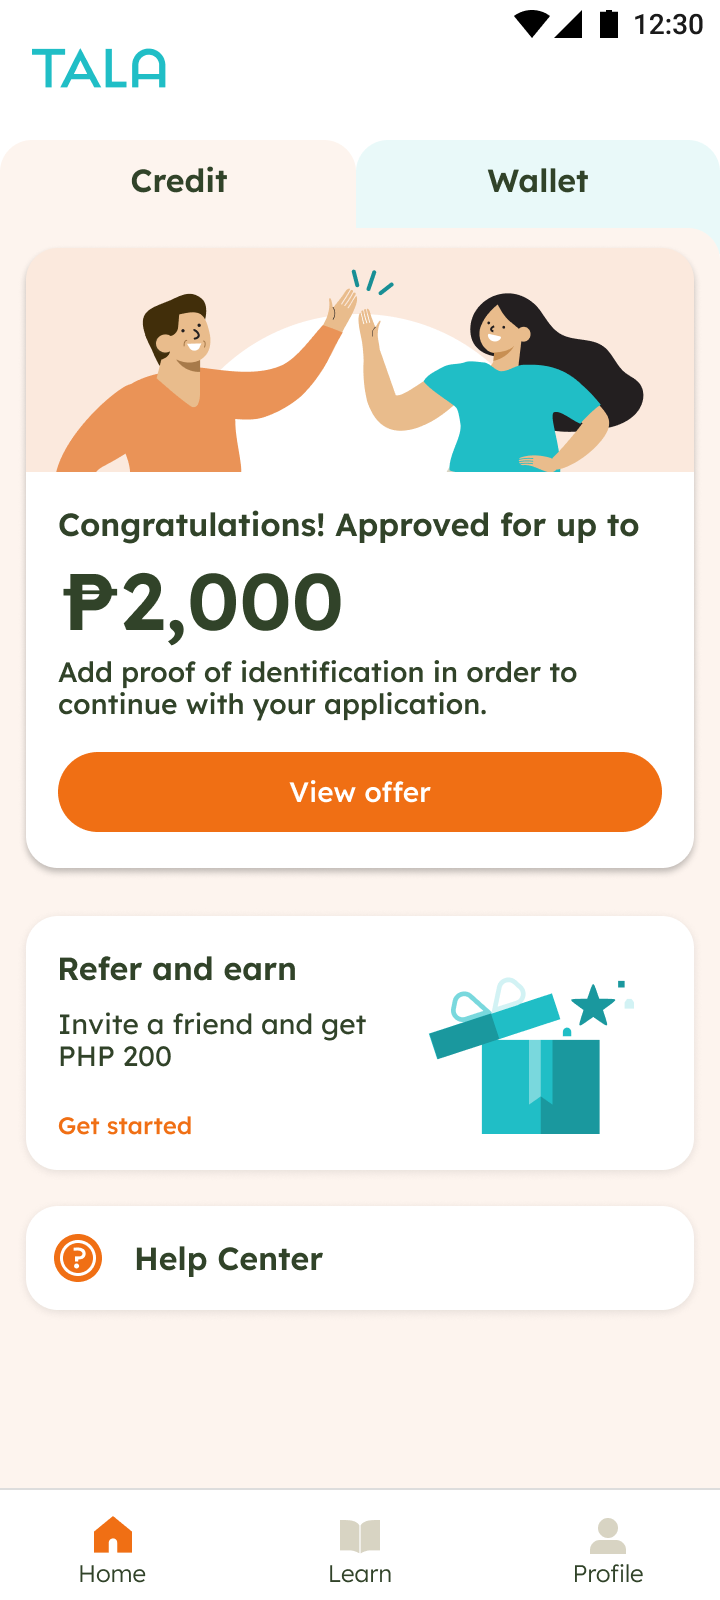 12:30
TALA
Credit
Wallet
Congratulations! Approved for up to
₱2,000
Add proof of identification in order to
continue with your application.
View offer
Refer and earn
Invite a friend and get
PHP 200
Get started
?
Help Center
Home
Learn
Profile